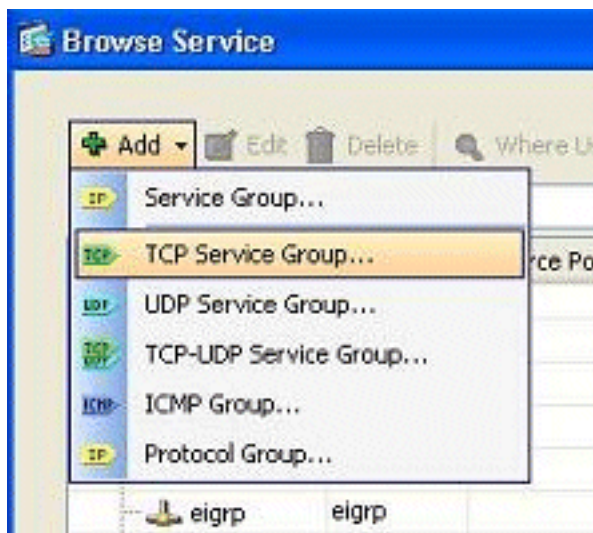 Browse Service
Add Edit Delete Where U
IP Service Group...
TCP TCP Service Group...
rce Po
UDP UDP Service Group...
TCP UDP TCP-UDP Service Group...
ICMP ICMP Group...
IP Protocol Group...
eigrp eigrp